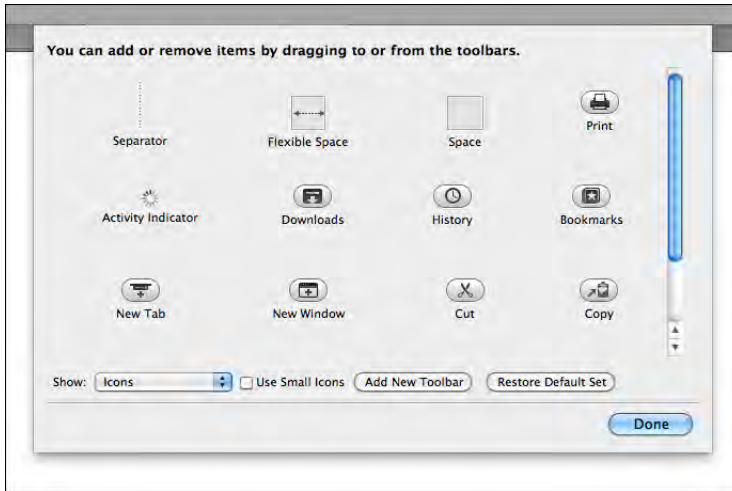 You can add or remove items by dragging to or from the toolbars.
Separator
Flexible Space
Space
Print
Activity Indicator
Downloads
History
Bookmarks
New Tab
New Window
Cut
Copy
Show: Icons Use Small Icons Add New Toolbar Restore Default Set
Done